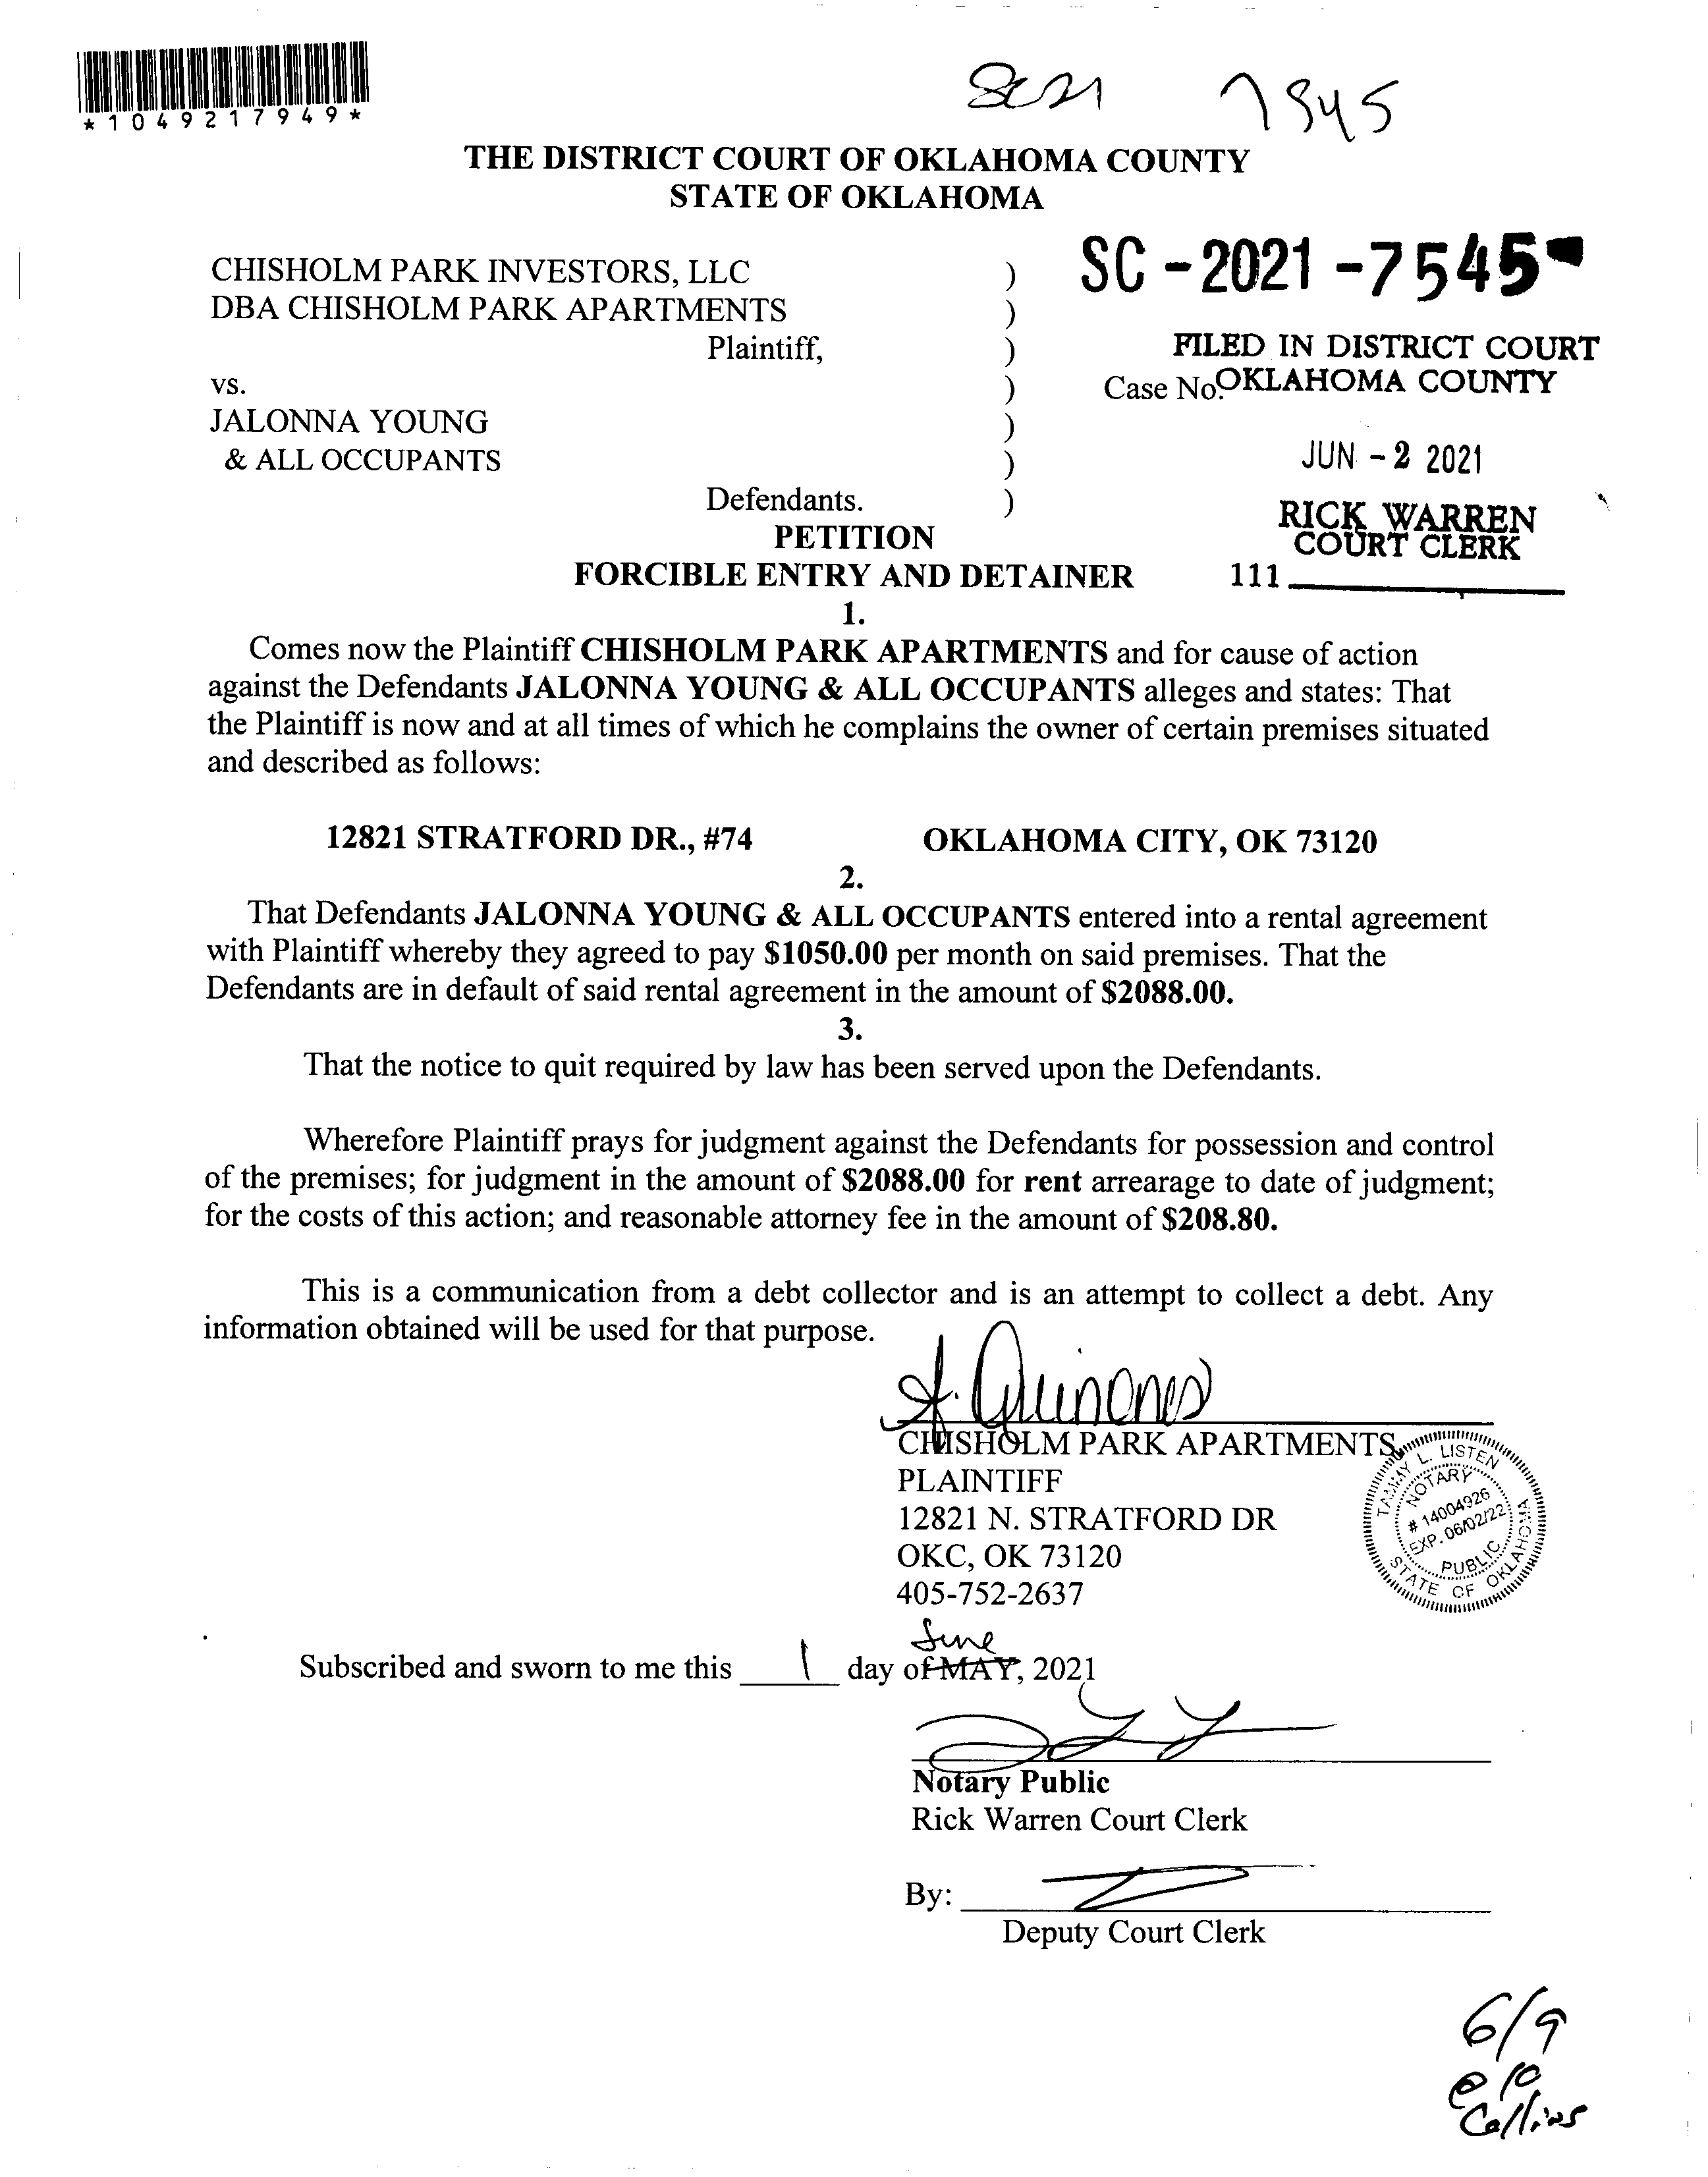 *1049217949*
SC21 7545
THE DISTRICT COURT OF OKLAHOMA COUNTY
STATE OF OKLAHOMA
CHISHOLM PARK INVESTORS, LLC )
DBA CHISHOLM PARK APARTMENTS )
Plaintiff, )
vs. )
JALONNA YOUNG )
& ALL OCCUPANTS )
Defendants. )
SC-2021-7545
FILED IN DISTRICT COURT
Case No. OKLAHOMA COUNTY
JUN -2 2021
RICK WARREN
COURT CLERK
111
PETITION
FORCIBLE ENTRY AND DETAINER
1.
Comes now the Plaintiff CHISHOLM PARK APARTMENTS and for cause of action
against the Defendants JALONNA YOUNG & ALL OCCUPANTS alleges and states: That
the Plaintiff is now and at all times of which he complains the owner of certain premises situated
and described as follows:
12821 STRATFORD DR., #74 OKLAHOMA CITY, OK 73120
2.
That Defendants JALONNA YOUNG & ALL OCCUPANTS entered into a rental agreement
with Plaintiff whereby they agreed to pay $1050.00 per month on said premises. That the
Defendants are in default of said rental agreement in the amount of $2088.00.
3.
That the notice to quit required by law has been served upon the Defendants.
Wherefore Plaintiff prays for judgment against the Defendants for possession and control
of the premises; for judgment in the amount of $2088.00 for rent arrearage to date of judgment;
for the costs of this action; and reasonable attorney fee in the amount of $208.80.
This is a communication from a debt collector and is an attempt to collect a debt. Any
information obtained will be used for that purpose.
A. Quinones
CHISHOLM PARK APARTMENTS,
PLAINTIFF
12821 N. STRATFORD DR
OKC, OK 73120
405-752-2637
TAMMY L. LISTEN
NOTARY
# 14004926
EXP. 06/02/22
PUBLIC
STATE OF OKLAHOMA
June
Subscribed and sworn to me this 1 day of MAY, 2021
Notary Public
Rick Warren Court Clerk
By:
Deputy Court Clerk
6/9
@ 10
Collins